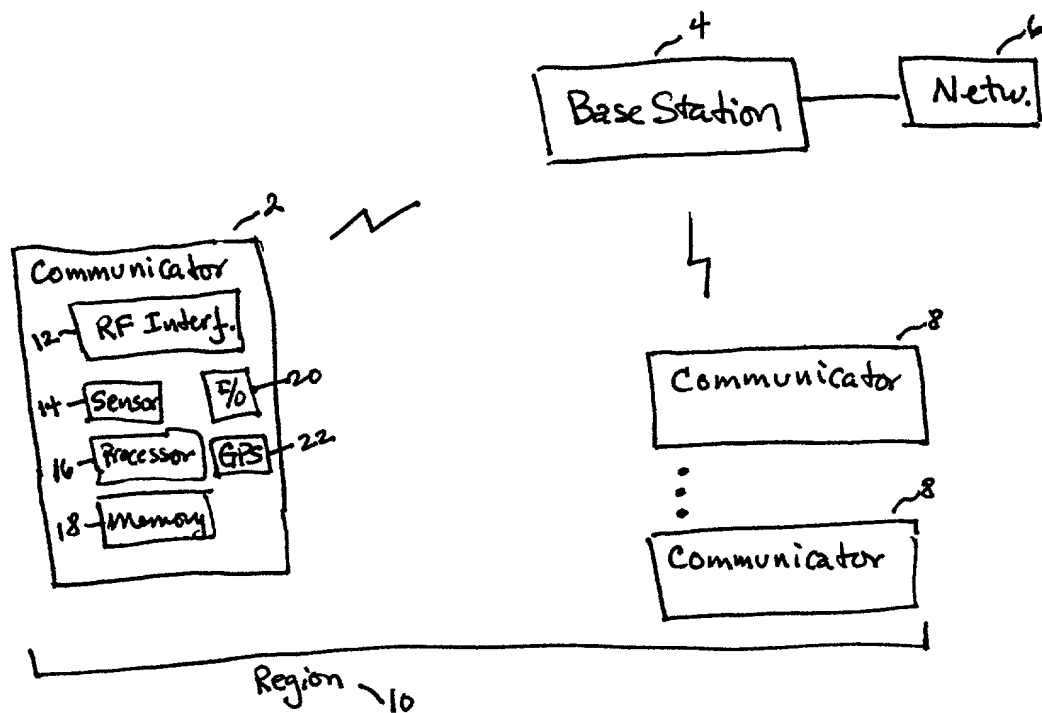 4
6
Base Station
Netw.
2
Communicator
12 RF Interf.
14 Sensor I/O 20
16 Processor GPS 22
18 Memory
8
Communicator
8
Communicator
Region 10